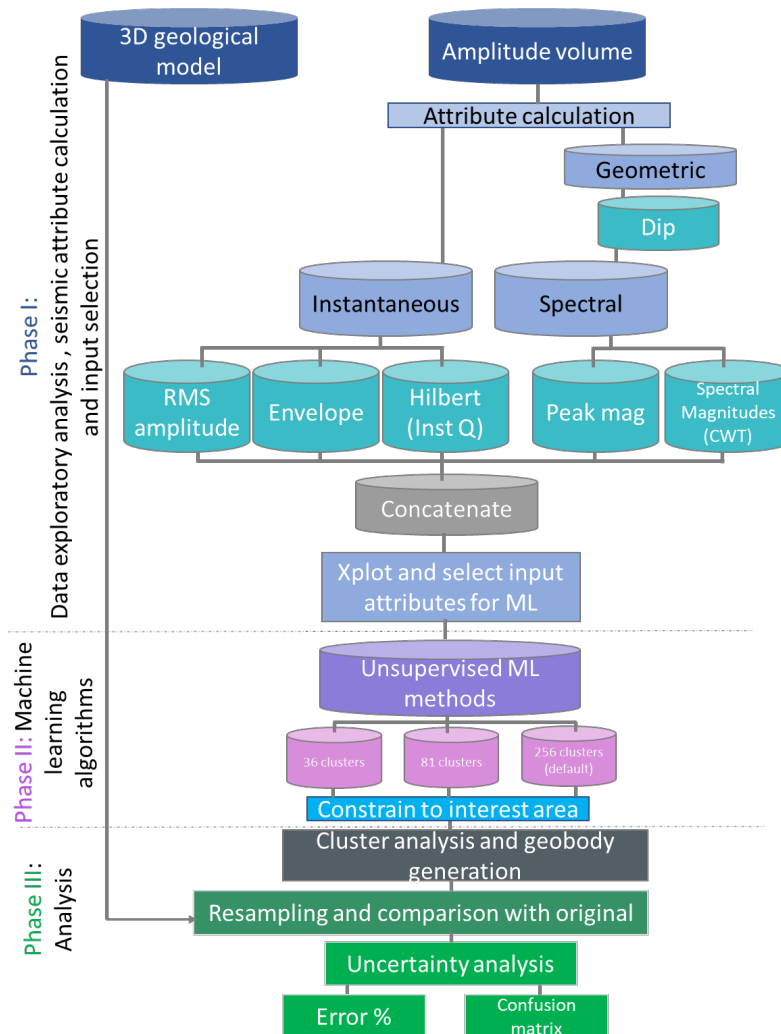 3D geological
model
Amplitude volume
Attribute calculation
Geometric
Dip
Instantaneous
Spectral
RMS
amplitude
Envelope
Hilbert
(Inst Q)
Peak mag
Spectral
Magnitudes
(CWT)
Concatenate
Xplot and select input
attributes for ML
Phase I:
Data exploratory analysis , seismic attribute calculation
and input selection
Unsupervised ML
methods
36 clusters
81 clusters
256 clusters
(default)
Constrain to interest area
Phase II: Machine
learning
algorithms
Cluster analysis and geobody
generation
Resampling and comparison with original
Uncertainty analysis
Error %
Confusion
matrix
Phase III:
Analysis